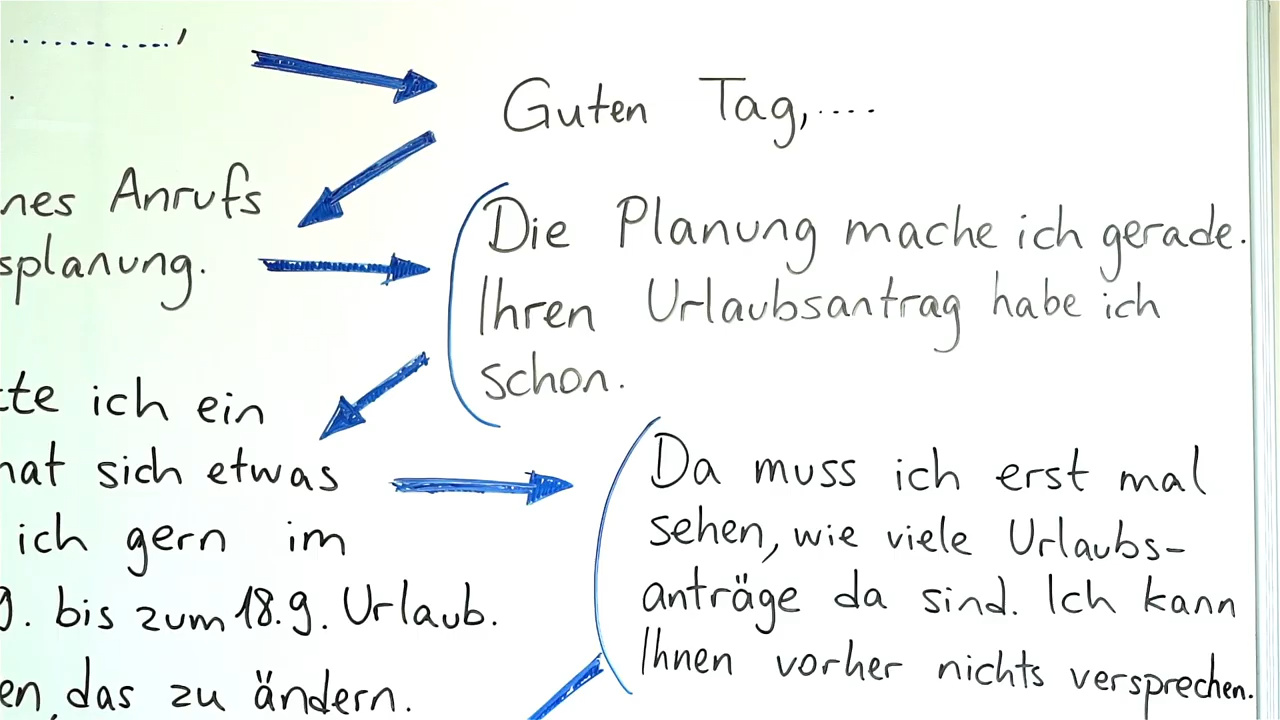 ..............,
.
nes Anrufs
splanung.
tte ich ein
hat sich etwas
ich gern im
9. bis zum 18.9. Urlaub.
en, das zu ändern.
Guten Tag,....
Die Planung mache ich gerade.
Ihren Urlaubsantrag habe ich
schon.
Da muss ich erst mal
sehen, wie viele Urlaubs-
anträge da sind. Ich kann
Ihnen vorher nichts versprechen.